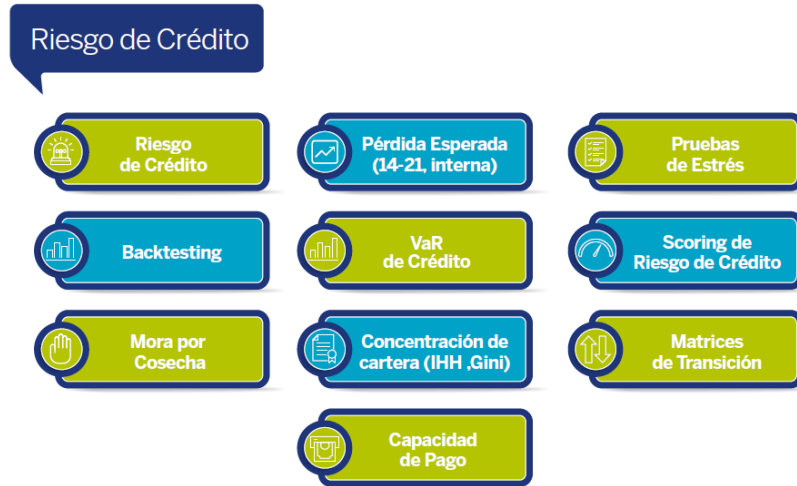 Riesgo de Crédito
Riesgo
de Crédito
Pérdida Esperada
(14-21, interna)
Pruebas
de Estrés
Backtesting
VaR
de Crédito
Scoring de
Riesgo de Crédito
Mora por
Cosecha
Concentración de
cartera (IHH ,Gini)
Matrices
de Transición
Capacidad
de Pago